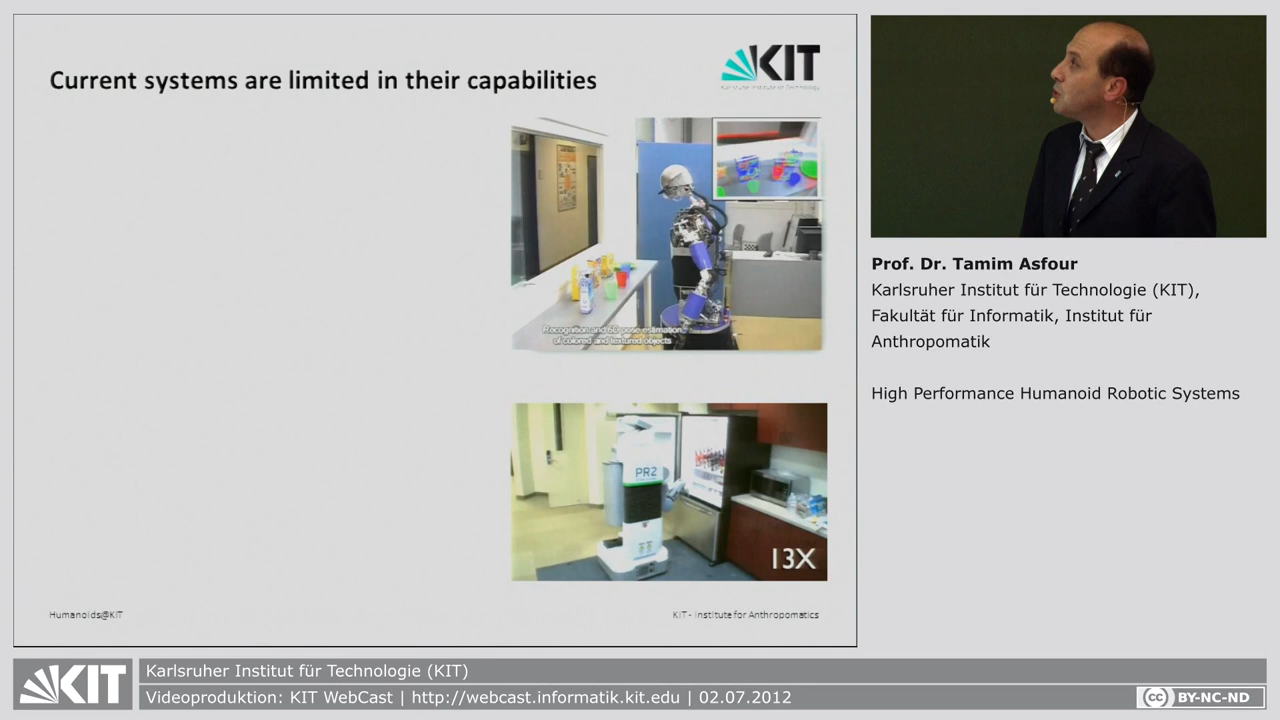 Current systems are limited in their capabilities
KIT
Karlsruher Institute of Technology
Recognition and 6D pose estimation
of colored and textured objects
PR2
13X
Humanoids@KIT
KIT - Institute for Anthropomatics
Prof. Dr. Tamim Asfour
Karlsruher Institut für Technologie (KIT),
Fakultät für Informatik, Institut für
Anthropomatik
High Performance Humanoid Robotic Systems
KIT
Karlsruher Institut für Technologie (KIT)
Videoproduktion: KIT WebCast | http://webcast.informatik.kit.edu | 02.07.2012
cc BY-NC-ND